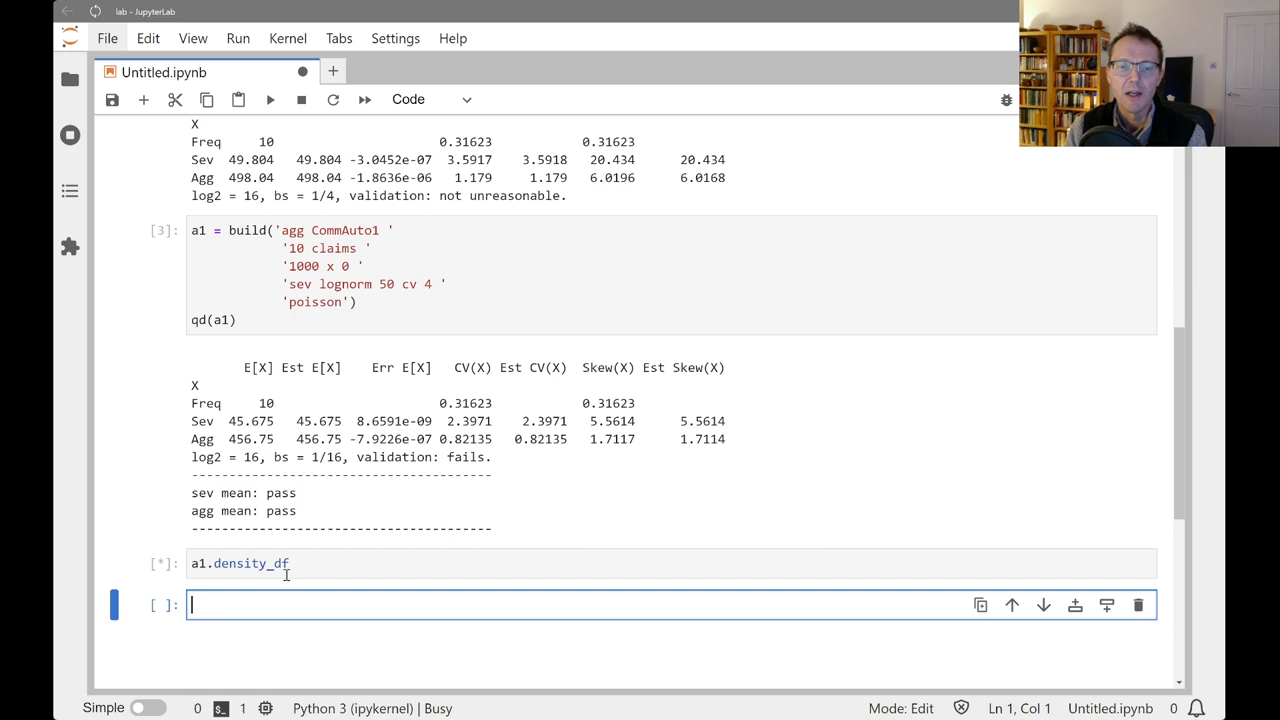 lab - JupyterLab
File Edit View Run Kernel Tabs Settings Help
Untitled.ipynb
Code
X
Freq 10 0.31623 0.31623
Sev 49.804 49.804 -3.0452e-07 3.5917 3.5918 20.434 20.434
Agg 498.04 498.04 -1.8636e-06 1.179 1.179 6.0196 6.0168
log2 = 16, bs = 1/4, validation: not unreasonable.
[3]: a1 = build('agg CommAuto1 '
'10 claims '
'1000 x 0 '
'sev lognorm 50 cv 4 '
'poisson')
qd(a1)
E[X] Est E[X] Err E[X] CV(X) Est CV(X) Skew(X) Est Skew(X)
X
Freq 10 0.31623 0.31623
Sev 45.675 45.675 8.6591e-09 2.3971 2.3971 5.5614 5.5614
Agg 456.75 456.75 -7.9226e-07 0.82135 0.82135 1.7117 1.7114
log2 = 16, bs = 1/16, validation: fails.
----------------------------------------
sev mean: pass
agg mean: pass
----------------------------------------
[*]: a1.density_df
[ ]:
Simple 0 1 Python 3 (ipykernel) | Busy Mode: Edit Ln 1, Col 1 Untitled.ipynb 0